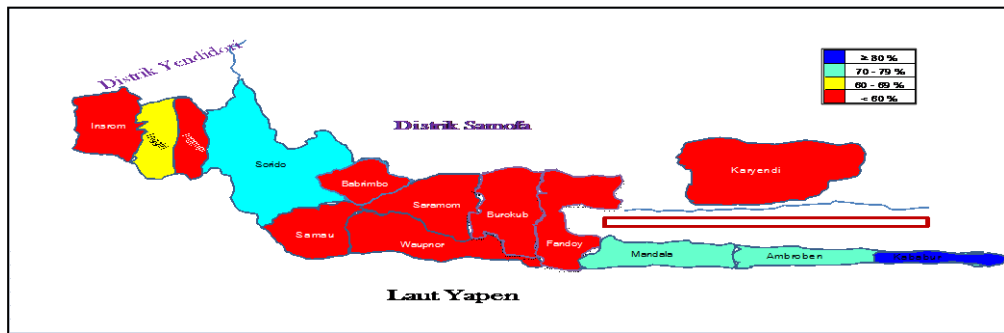 Distrik Yendidori
≥ 80 %
70 - 79 %
60 - 69 %
< 60 %
Distrik Samofa
Insrom
Sorido
Karyendi
Babrimbo
Saramom
Burokub
Samau
Waupnor
Fandoy
Mandala
Ambroben
Laut Yapen